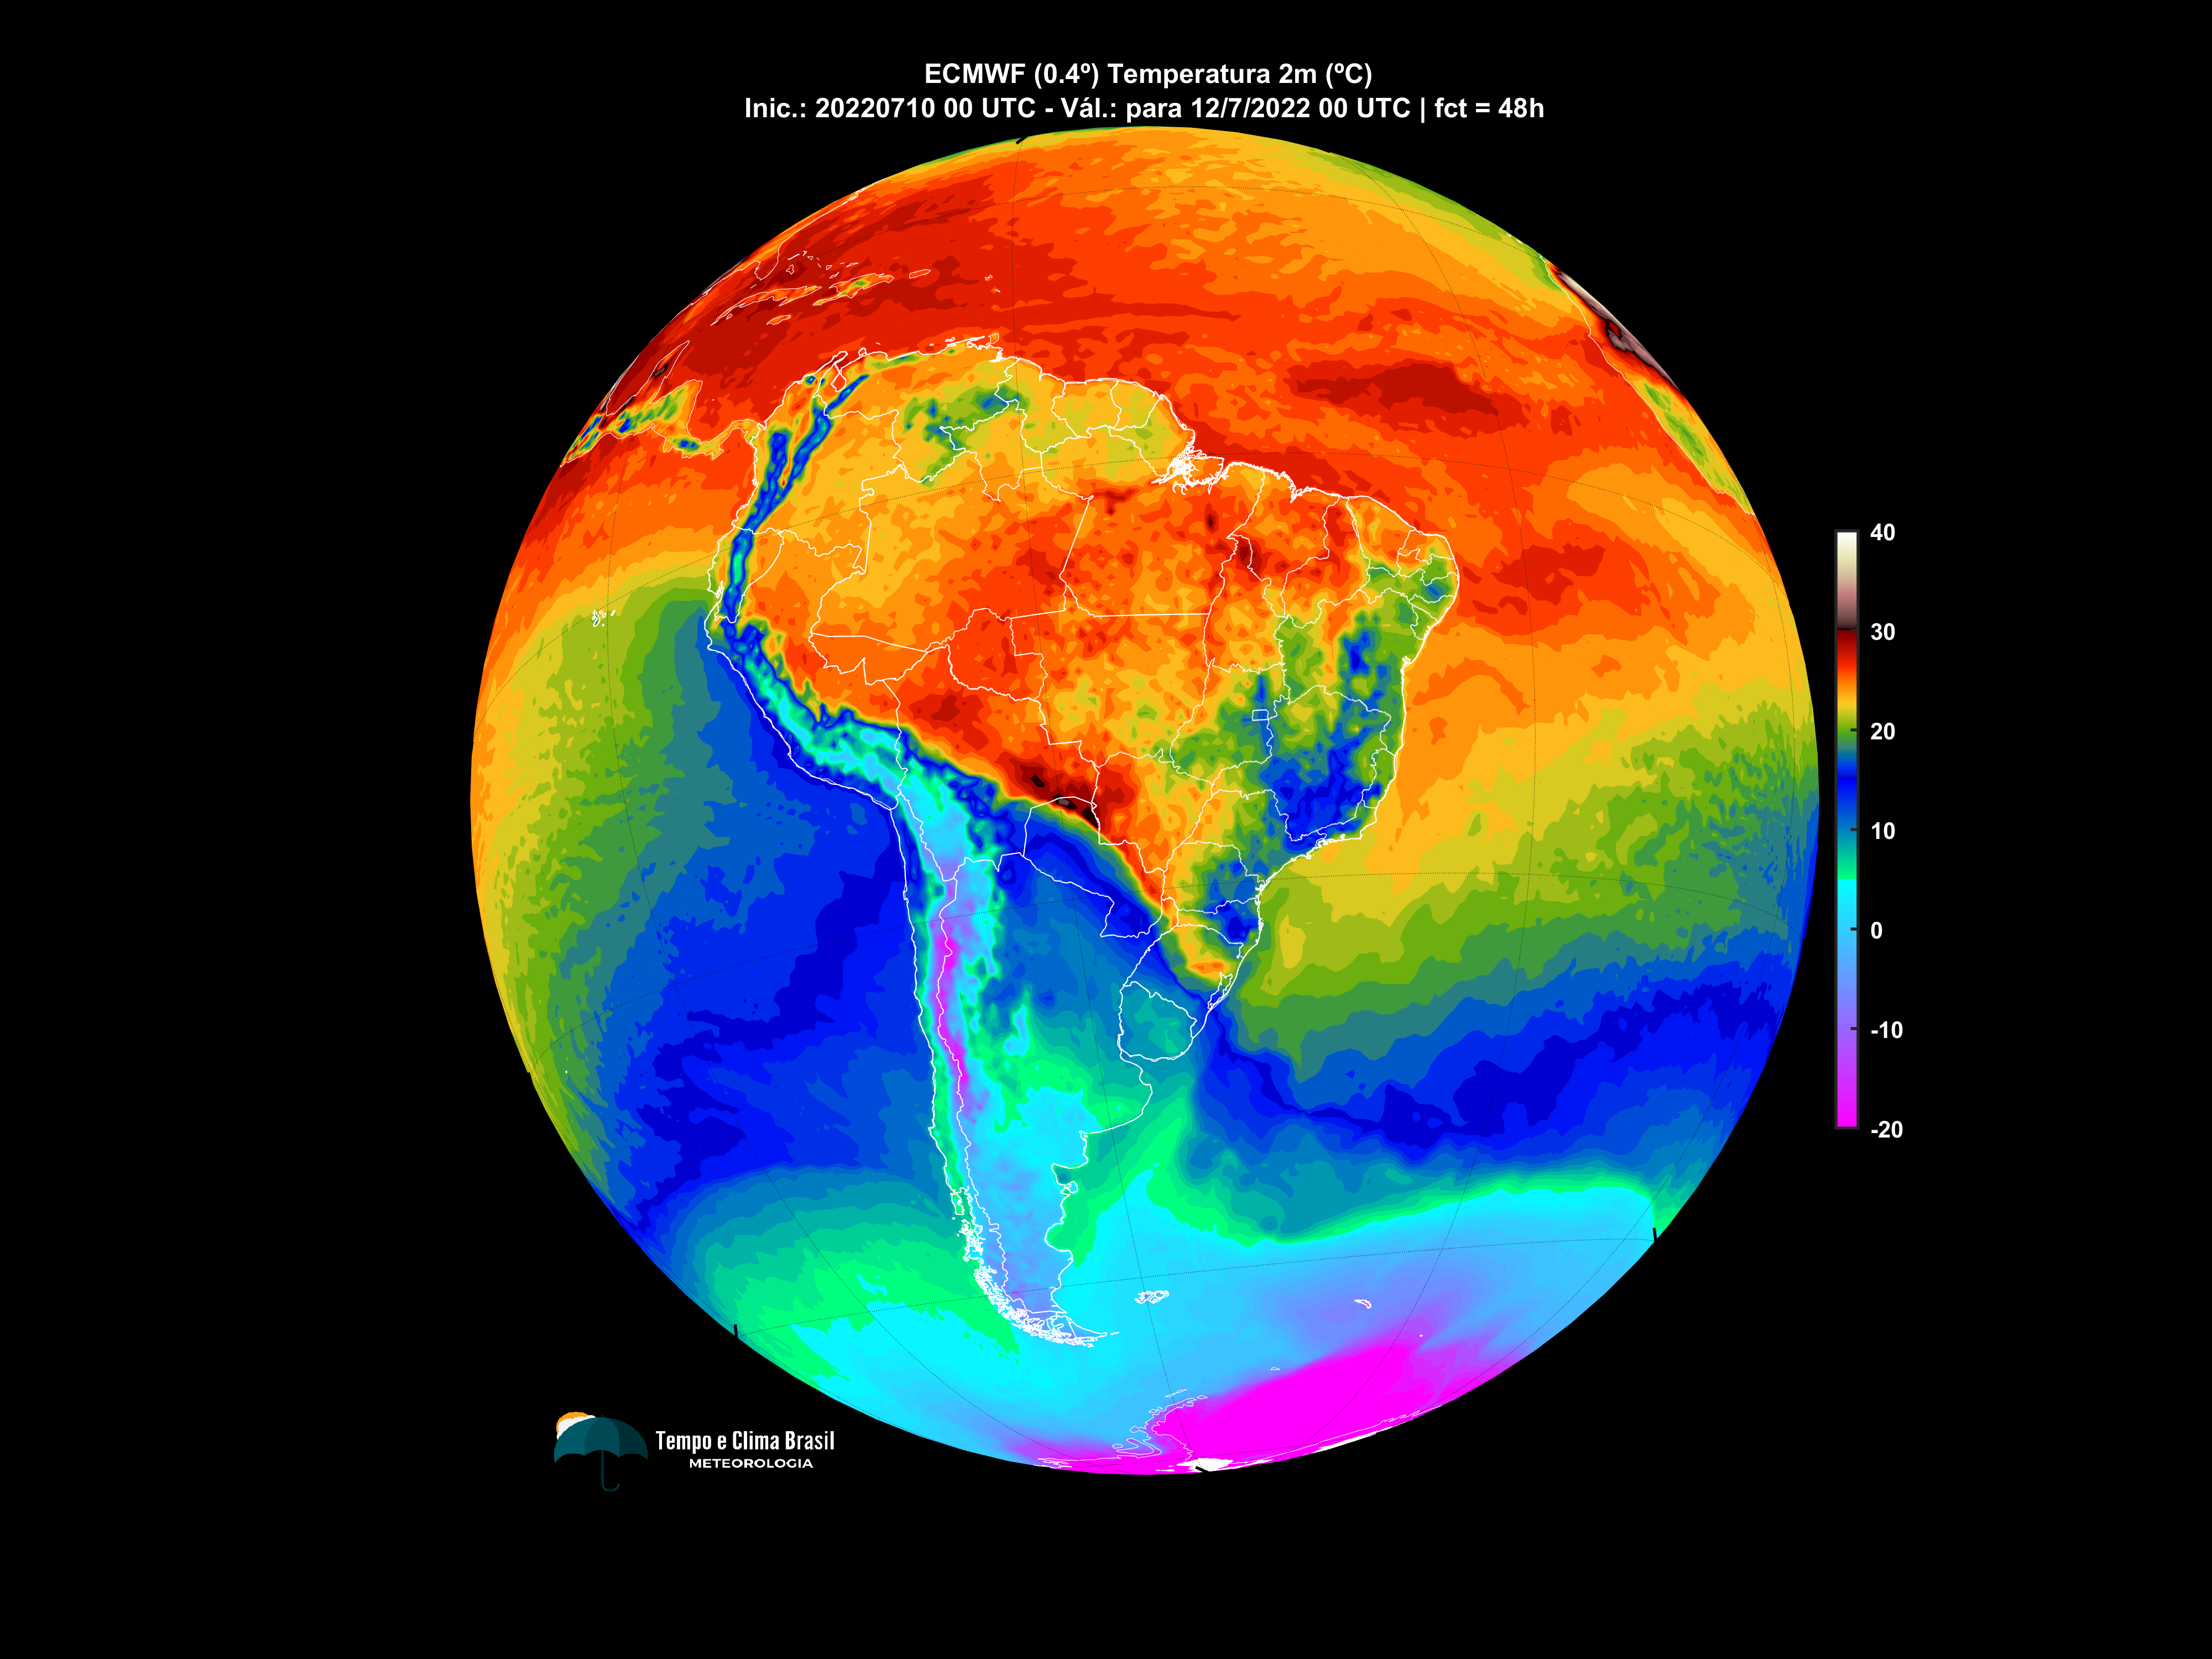 ECMWF (0.4º) Temperatura 2m (ºC)
Inic.: 20220710 00 UTC - Vál.: para 12/7/2022 00 UTC | fct = 48h
40
30
20
10
0
-10
-20
Tempo e Clima Brasil
METEOROLOGIA